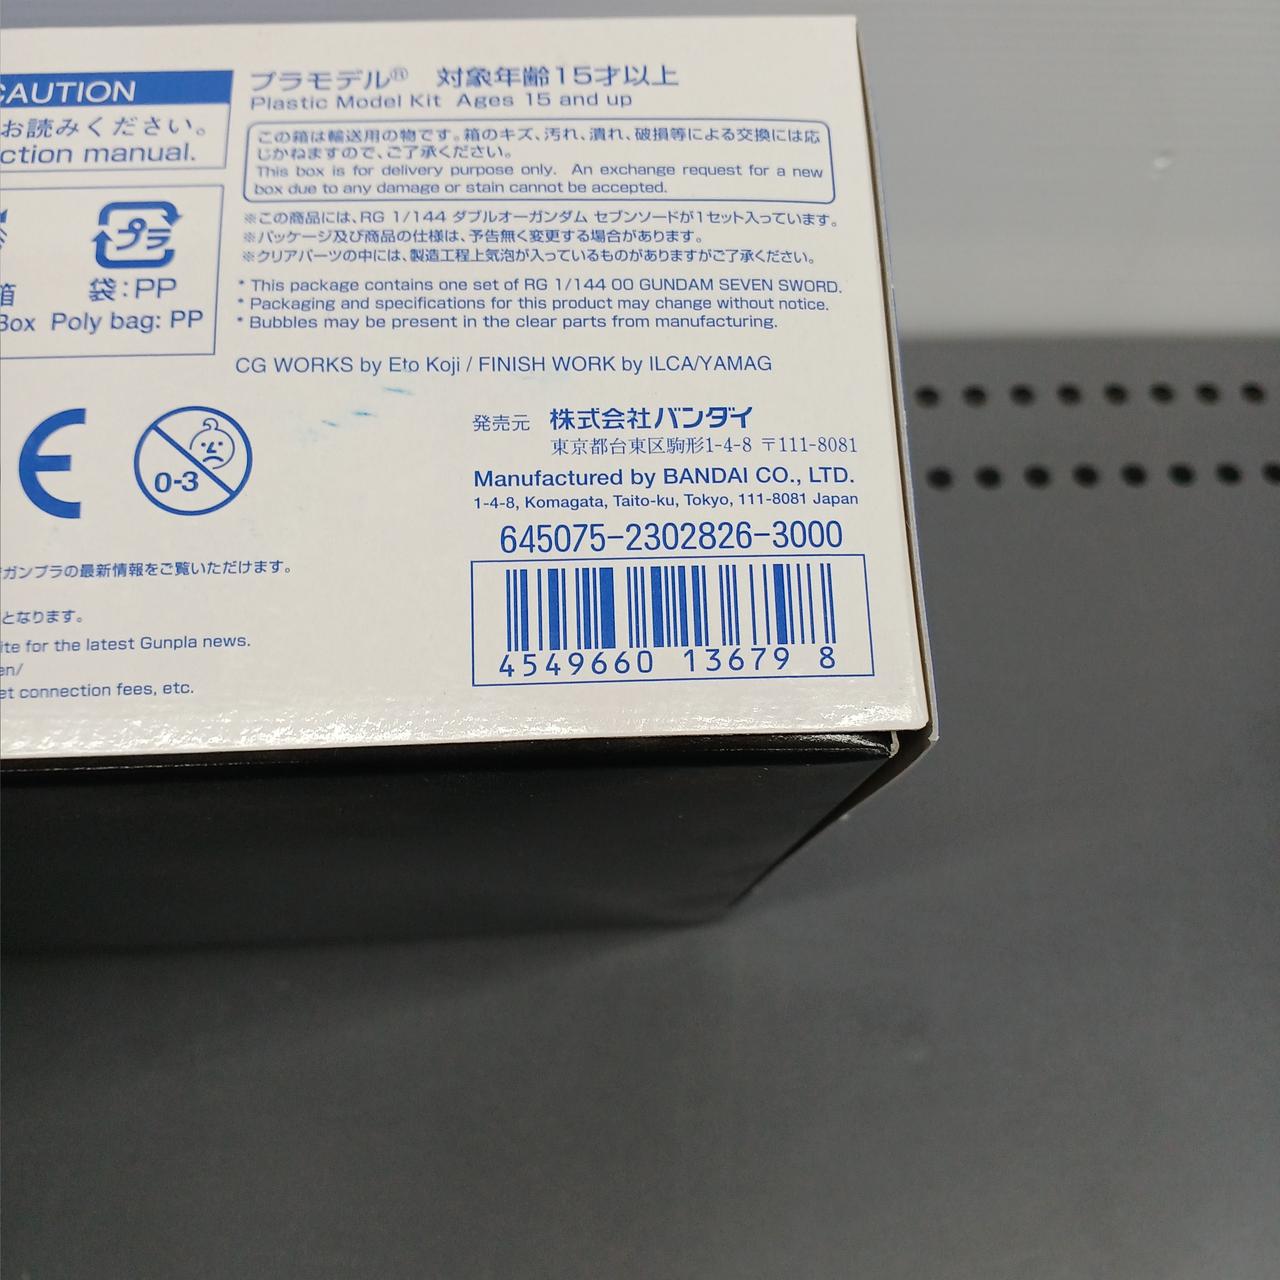 CAUTION
お読みください。
ction manual.
プラ
袋：PP
箱
Box Poly bag: PP
プラモデル® 対象年齢15才以上
Plastic Model Kit Ages 15 and up
この箱は輸送用の物です。箱のキズ、汚れ、潰れ、破損等による交換には応
じかねますので、ご了承ください。
This box is for delivery purpose only. An exchange request for a new
box due to any damage or stain cannot be accepted.
※この商品には、RG 1/144 ダブルオーガンダム セブンソードが1セット入っています。
※パッケージ及び商品の仕様は、予告無く変更する場合があります。
※クリアパーツの中には、製造工程上気泡が入っているものがありますがご了承ください。
* This package contains one set of RG 1/144 00 GUNDAM SEVEN SWORD.
* Packaging and specifications for this product may change without notice.
* Bubbles may be present in the clear parts from manufacturing.
CG WORKS by Eto Koji / FINISH WORK by ILCA/YAMAG
CE
0-3
発売元 株式会社バンダイ
東京都台東区駒形1-4-8 〒111-8081
Manufactured by BANDAI CO., LTD.
1-4-8, Komagata, Taito-ku, Tokyo, 111-8081 Japan
645075-2302826-3000
4549660 13679 8
ガンプラの最新情報をご覧いただけます。
となります。
ite for the latest Gunpla news.
en/
et connection fees, etc.